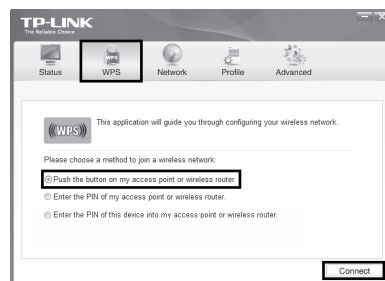 TP-LINK
The Reliable Choice
Status
WPS
Network
Profile
Advanced
WPS
This application will guide you through configuring your wireless network.
Please choose a method to join a wireless network:
Push the button on my access point or wireless router.
Enter the PIN of my access point or wireless router.
Enter the PIN of this device into my access point or wireless router.
Connect